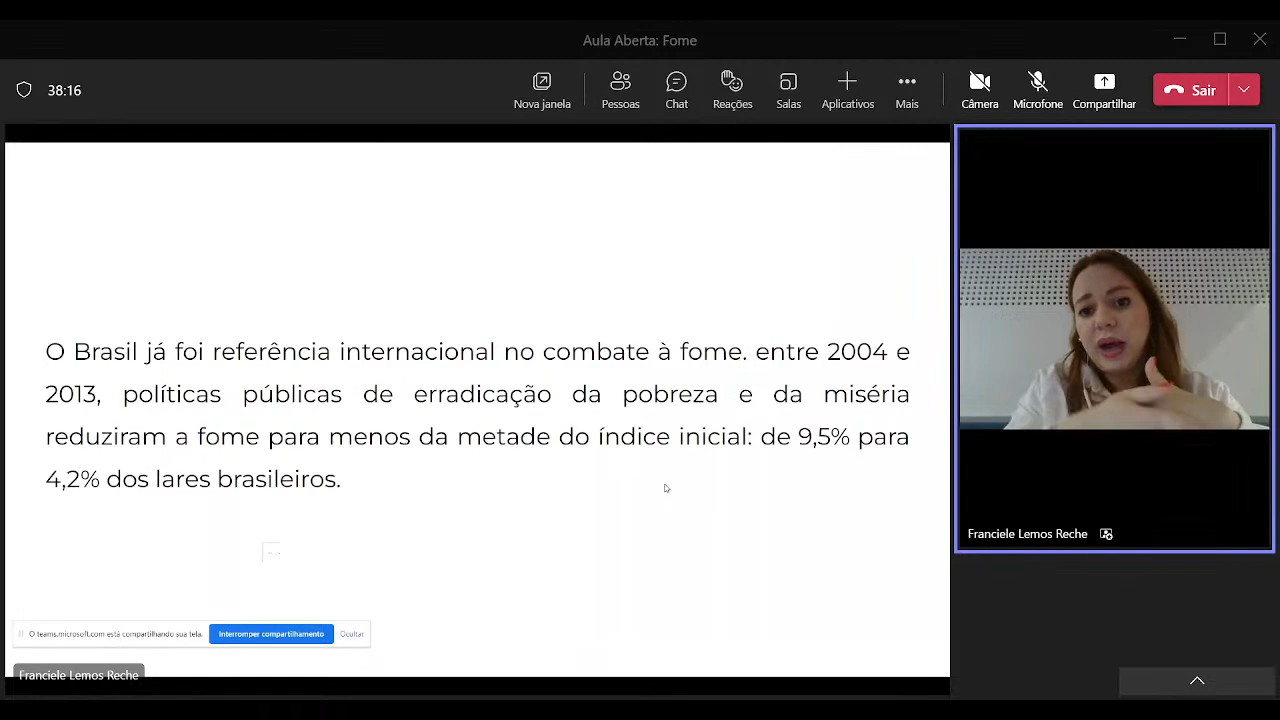 Aula Aberta: Fome
38:16
Nova janela
Pessoas
Chat
Reações
Salas
Aplicativos
Mais
Câmera
Microfone
Compartilhar
Sair
O Brasil já foi referência internacional no combate à fome. entre 2004 e
2013, políticas públicas de erradicação da pobreza e da miséria
reduziram a fome para menos da metade do índice inicial: de 9,5% para
4,2% dos lares brasileiros.
O teams.microsoft.com está compartilhando sua tela.
Interromper compartilhamento
Ocultar
Franciele Lemos Reche
Franciele Lemos Reche